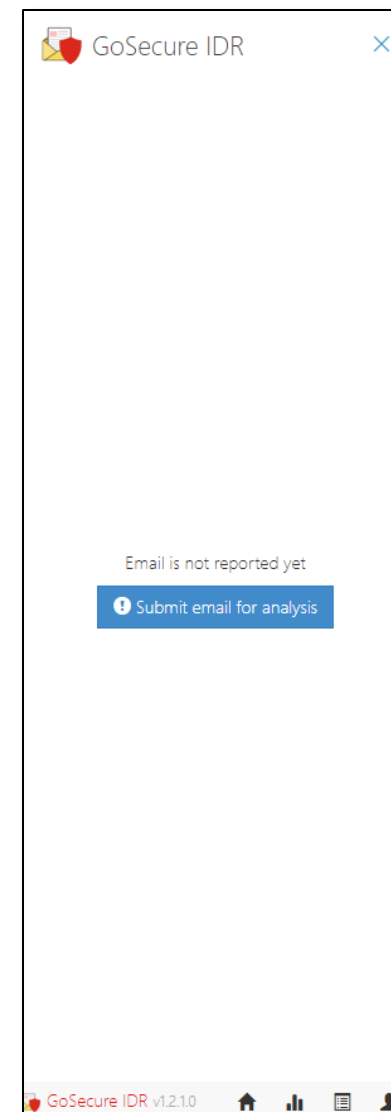 GoSecure IDR
Email is not reported yet
Submit email for analysis
GoSecure IDR v1.2.1.0